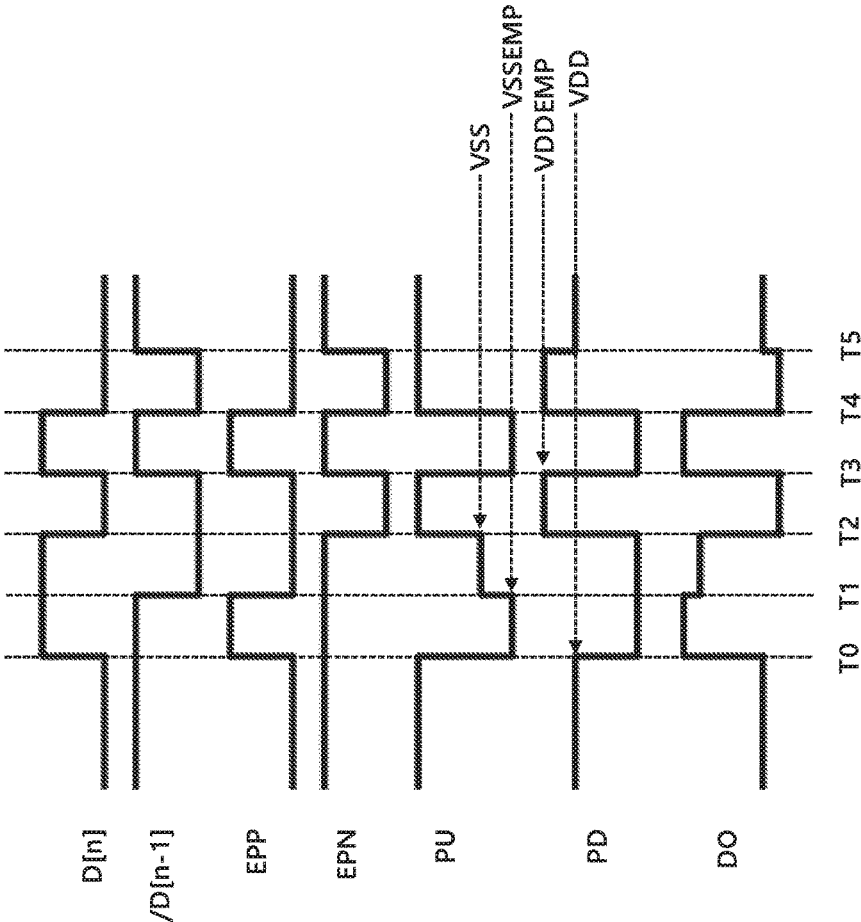 D[n]
/D[n-1]
EPP
EPN
PU
PD
DO
VSS
VSSEMP
VDDEMP
VDD
T0
T1
T2
T3
T4
T5